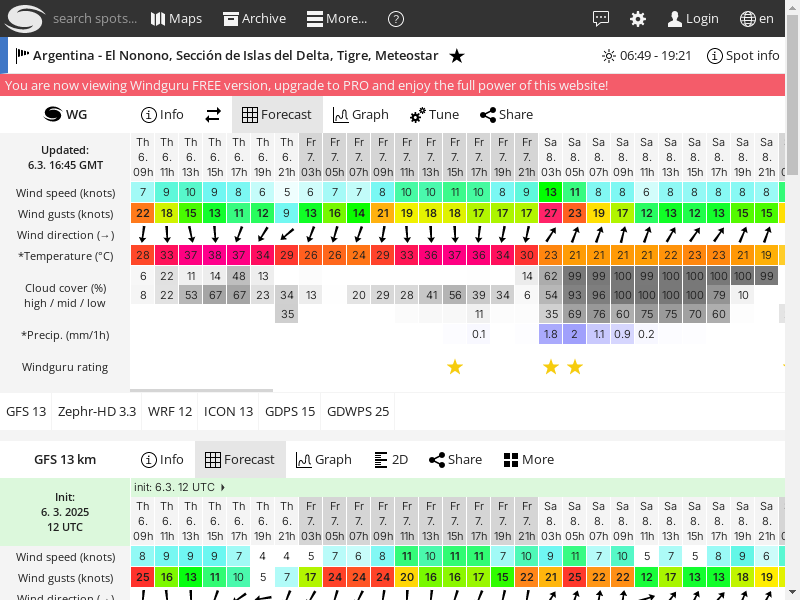 search spots... Maps Archive More... ? Login en
Argentina - El Nonono, Sección de Islas del Delta, Tigre, Meteostar ★ 06:49 - 19:21 Spot info
You are now viewing Windguru FREE version, upgrade to PRO and enjoy the full power of this website!
WG Info Forecast Graph Tune Share
Updated:
6.3. 16:45 GMT
Th Th Th Th Th Th Th Fr Fr Fr Fr Fr Fr Fr Fr Fr Fr Sa Sa Sa Sa Sa Sa Sa Sa Sa Sa
6. 6. 6. 6. 6. 6. 6. 7. 7. 7. 7. 7. 7. 7. 7. 7. 7. 8. 8. 8. 8. 8. 8. 8. 8. 8. 8.
09h 11h 13h 15h 17h 19h 21h 03h 05h 07h 09h 11h 13h 15h 17h 19h 21h 03h 05h 07h 09h 11h 13h 15h 17h 19h 21h
Wind speed (knots) 7 9 10 9 8 6 5 6 7 7 8 10 10 11 10 8 9 13 11 8 8 6 8 8 8 8 8
Wind gusts (knots) 22 18 15 13 11 12 9 13 16 14 21 19 18 18 17 17 17 27 23 19 17 12 13 12 13 15 15
Wind direction (→)
*Temperature (°C) 28 33 37 38 37 34 29 26 26 24 29 33 36 37 36 34 30 23 21 21 21 21 22 23 23 21 19
Cloud cover (%)
high / mid / low
6 22 11 14 48 13 14 62 99 99 100 99 100 100 100 100 99
8 22 53 67 67 23 34 13 20 29 28 41 56 39 34 6 54 93 96 100 100 100 100 79 10
35 11 35 69 76 60 75 75 70 60
*Precip. (mm/1h) 0.1 1.8 2 1.1 0.9 0.2
Windguru rating ★ ★ ★
GFS 13 Zephr-HD 3.3 WRF 12 ICON 13 GDPS 15 GDWPS 25
GFS 13 km Info Forecast Graph 2D Share More
init: 6.3. 12 UTC
Init:
6. 3. 2025
12 UTC
Th Th Th Th Th Th Th Fr Fr Fr Fr Fr Fr Fr Fr Fr Fr Sa Sa Sa Sa Sa Sa Sa Sa Sa Sa
6. 6. 6. 6. 6. 6. 6. 7. 7. 7. 7. 7. 7. 7. 7. 7. 7. 8. 8. 8. 8. 8. 8. 8. 8. 8. 8.
09h 11h 13h 15h 17h 19h 21h 03h 05h 07h 09h 11h 13h 15h 17h 19h 21h 03h 05h 07h 09h 11h 13h 15h 17h 19h 21h
Wind speed (knots) 8 9 9 9 7 4 4 5 7 6 8 11 10 11 11 7 10 9 11 7 10 5 7 5 8 9 6
Wind gusts (knots) 25 16 13 11 10 5 7 17 24 24 24 20 16 16 17 15 22 21 25 22 22 12 17 13 13 18 19
Wind direction (→)